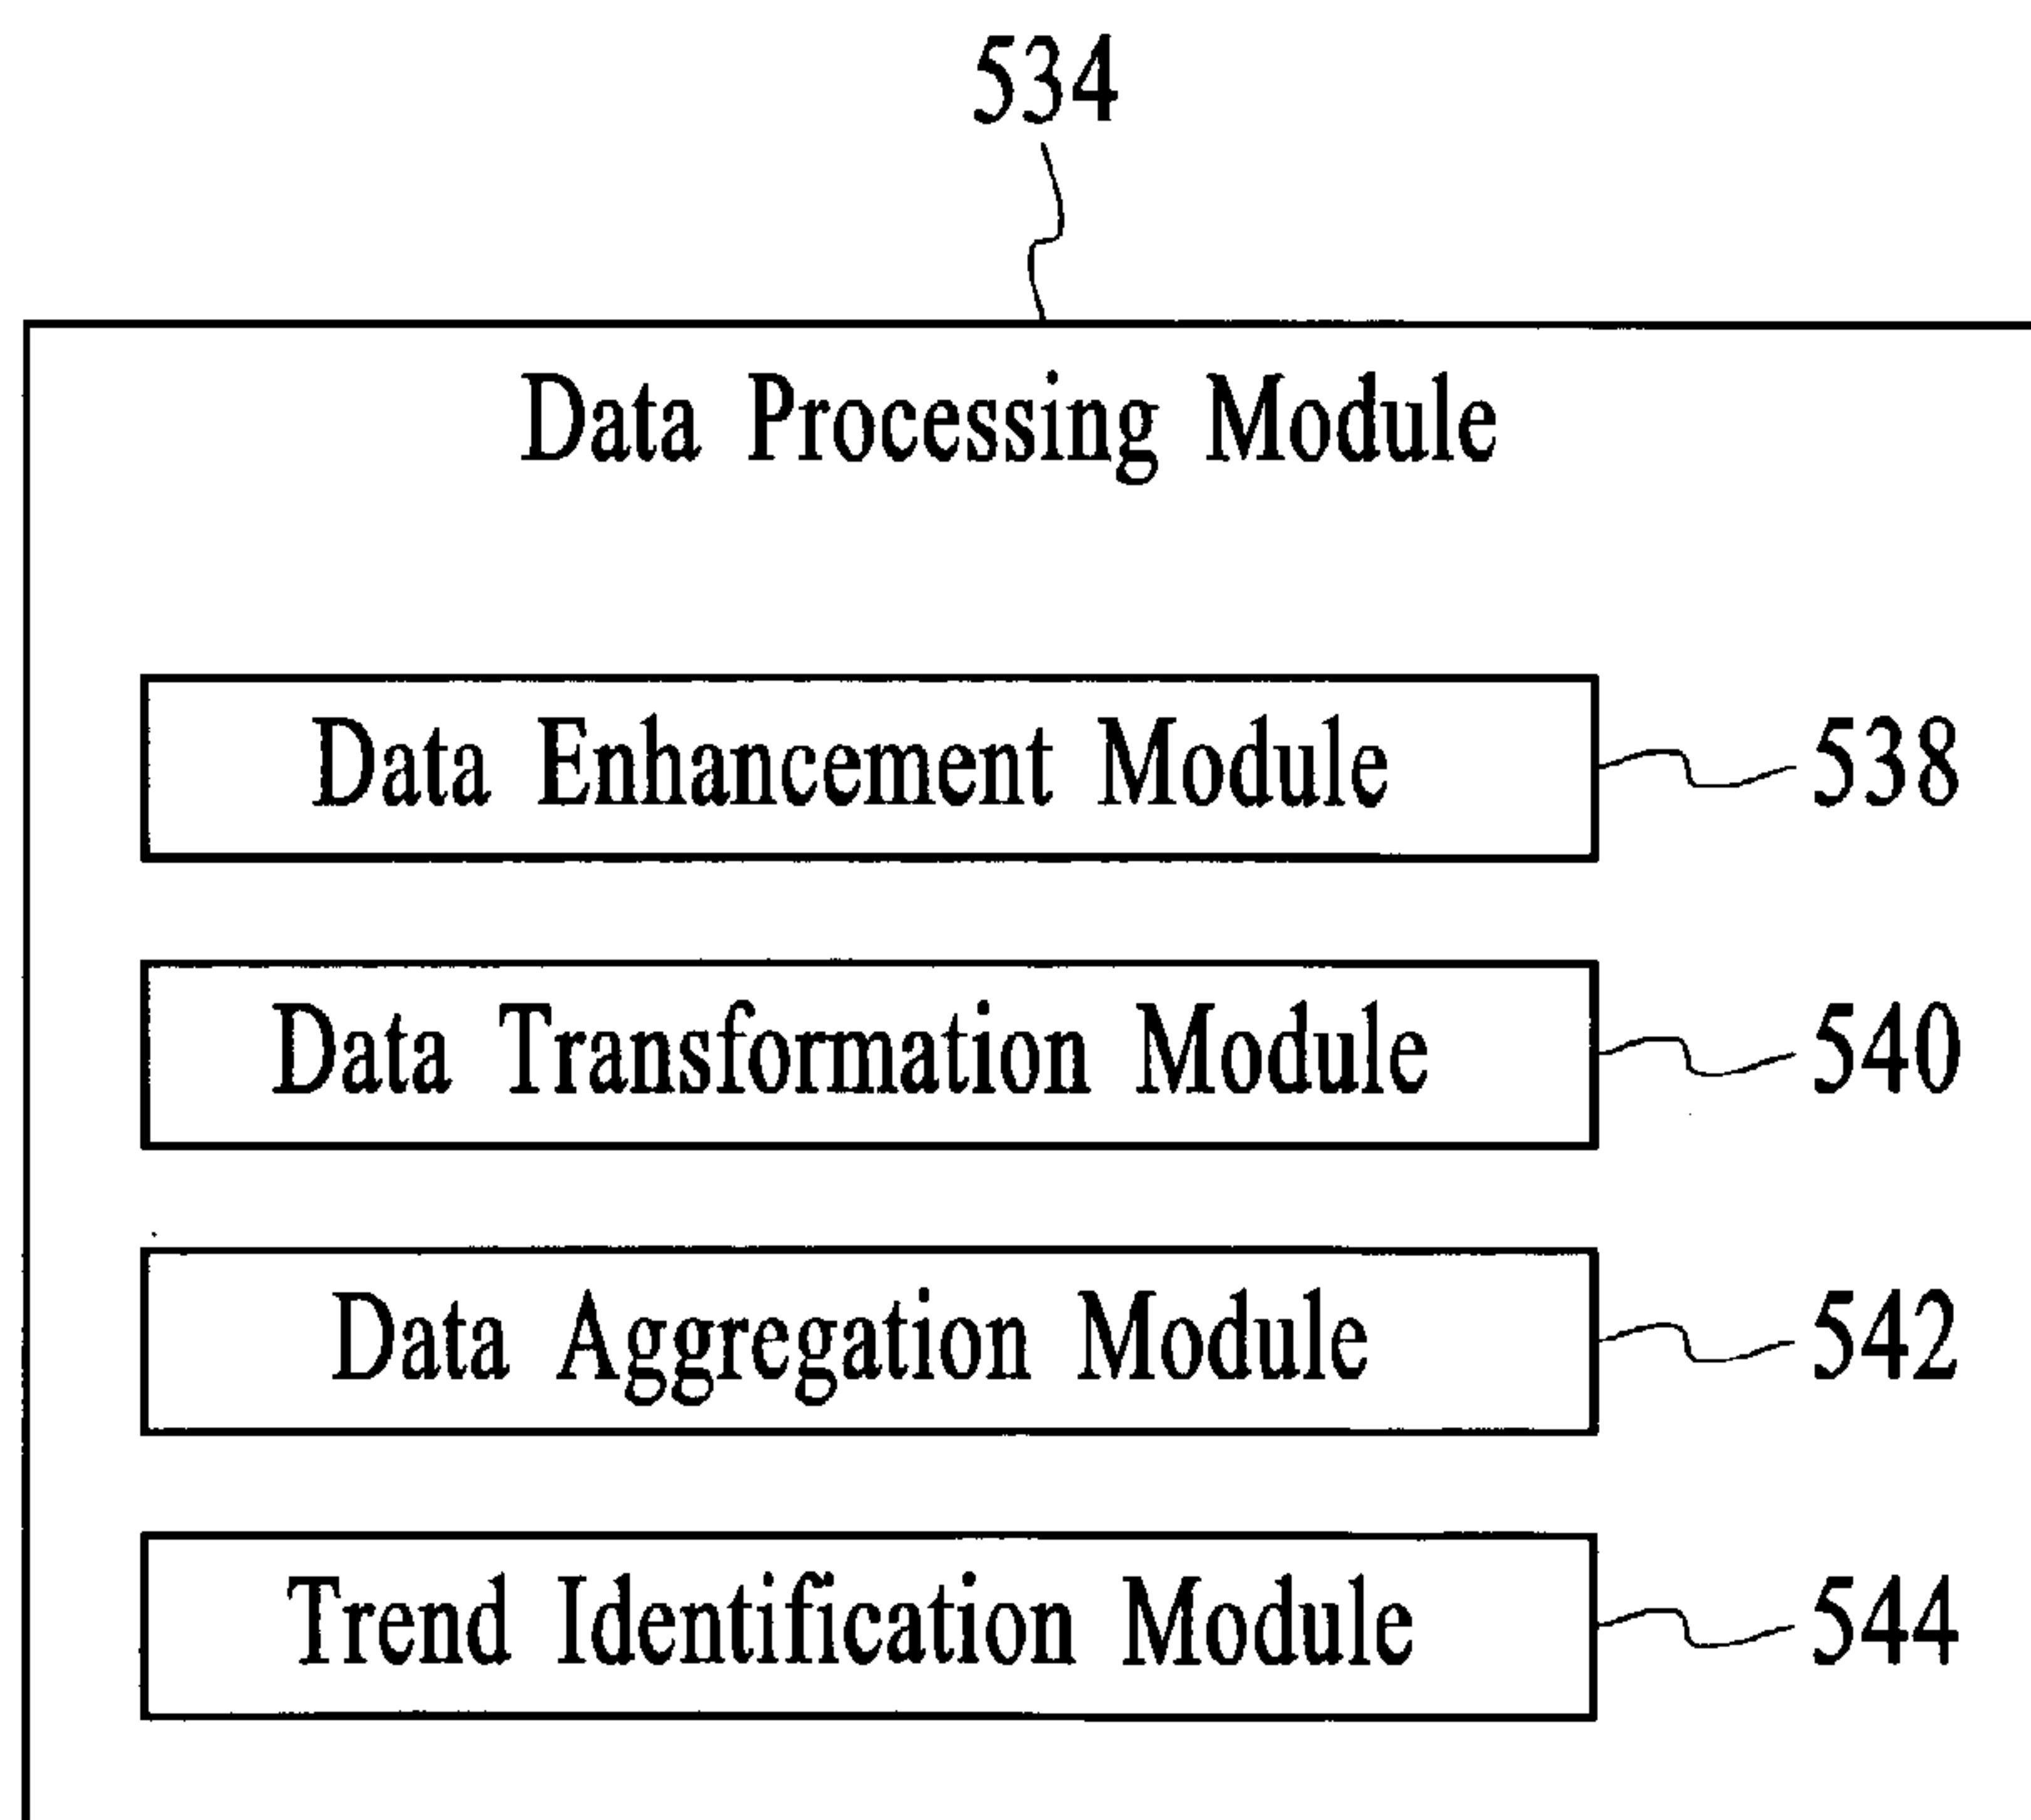 534
Data Processing Module
Data Enhancement Module 538
Data Transformation Module 540
Data Aggregation Module 542
Trend Identification Module 544